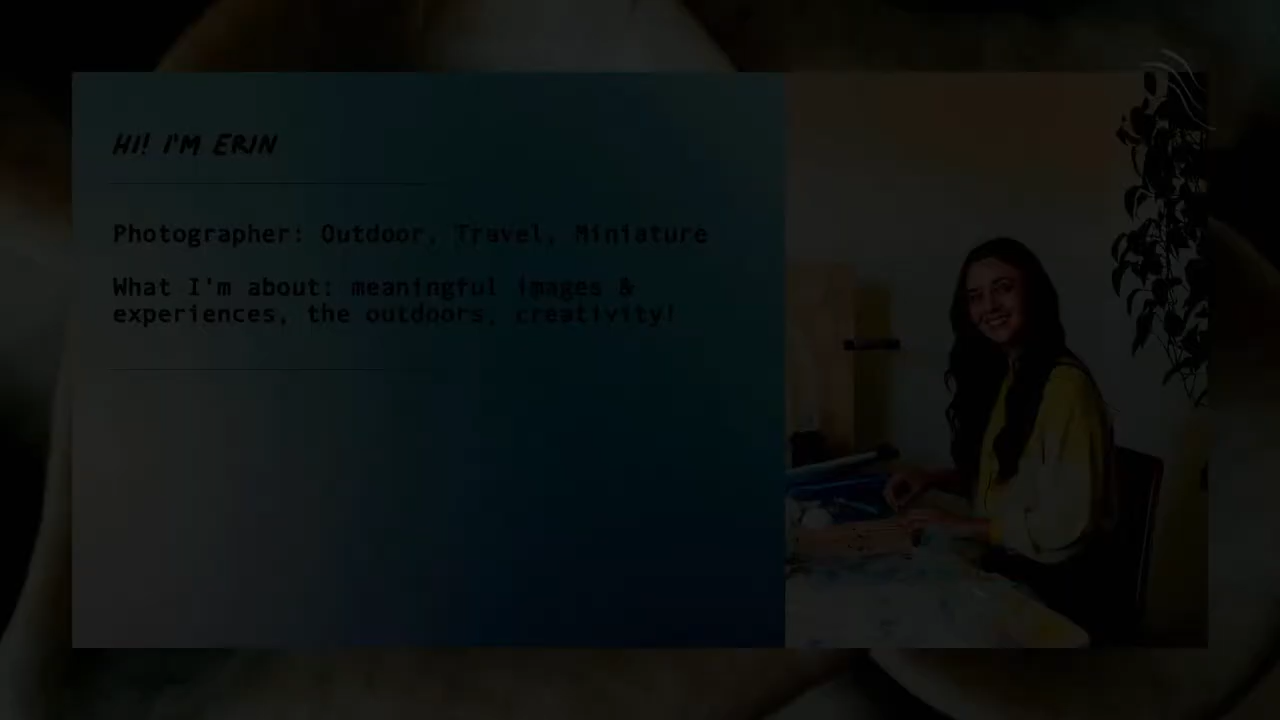 HI! I'M ERIN
Photographer: Outdoor, Travel, Miniature
What I'm about: meaningful images &
experiences, the outdoors, creativity!